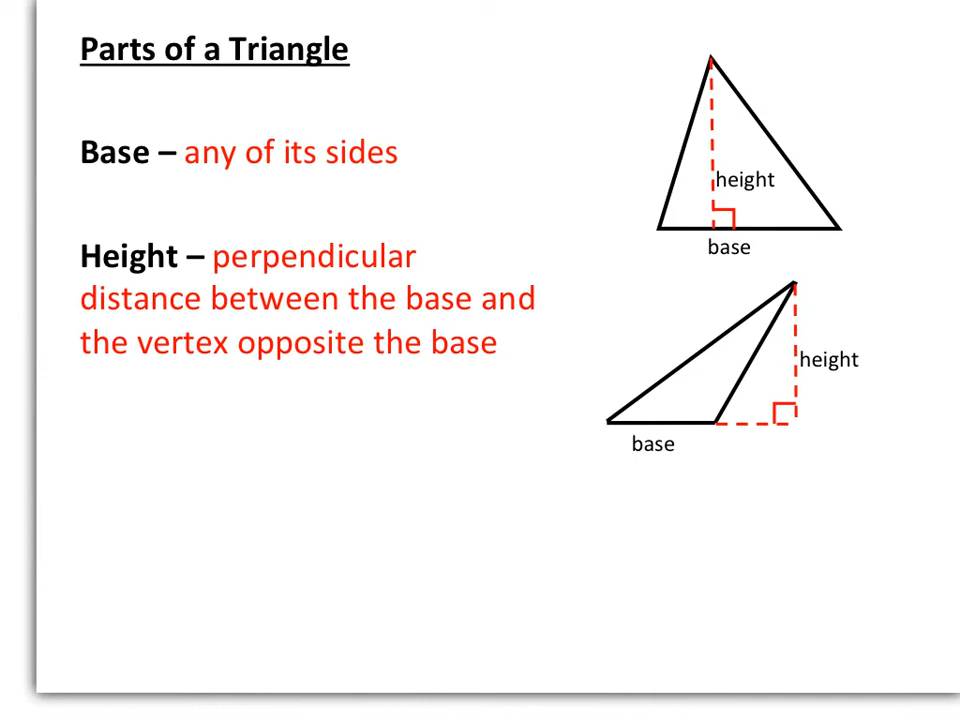 Parts of a Triangle
Base – any of its sides
Height – perpendicular
distance between the base and
the vertex opposite the base
height
base
height
base